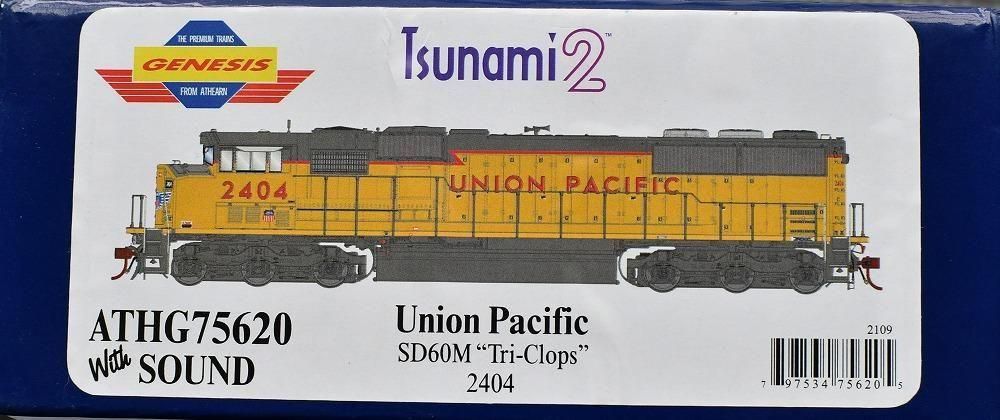 THE PREMIUM TRAINS
GENESIS
FROM ATHEARN
Tsunami2™
2404
UNION PACIFIC
ATHG75620
With SOUND
Union Pacific
SD60M “Tri-Clops”
2404
2109
7 97534 75620 5